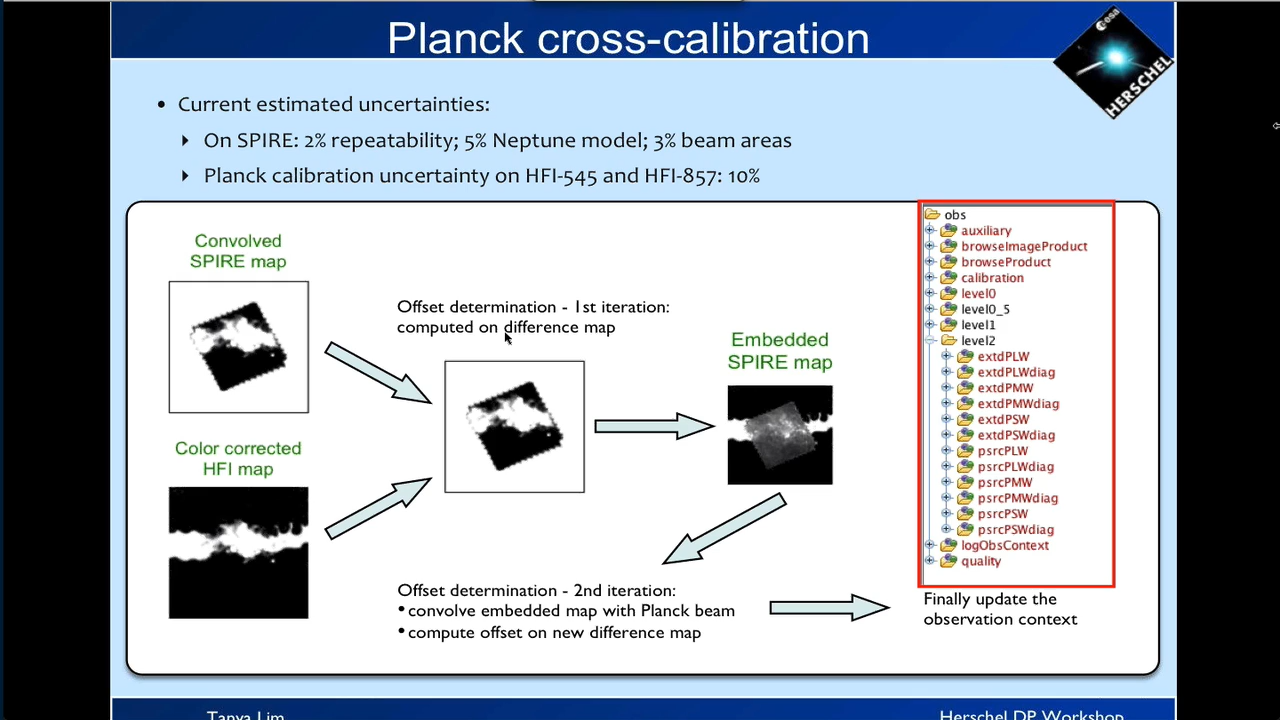 Planck cross-calibration
esa
HERSCHEL
• Current estimated uncertainties:
On SPIRE: 2% repeatability; 5% Neptune model; 3% beam areas
Planck calibration uncertainty on HFI-545 and HFI-857: 10%
Convolved
SPIRE map
Color corrected
HFI map
Offset determination - 1st iteration:
computed on difference map
Embedded
SPIRE map
Offset determination - 2nd iteration:
•convolve embedded map with Planck beam
•compute offset on new difference map
obs
auxiliary
browseImageProduct
browseProduct
calibration
level0
level0_5
level1
level2
extdPLW
extdPLWdiag
extdPMW
extdPMWdiag
extdPSW
extdPSWdiag
psrcPLW
psrcPLWdiag
psrcPMW
psrcPMWdiag
psrcPSW
psrcPSWdiag
logObsContext
quality
Finally update the
observation context
Tanya Lim
Herschel DP Workshop